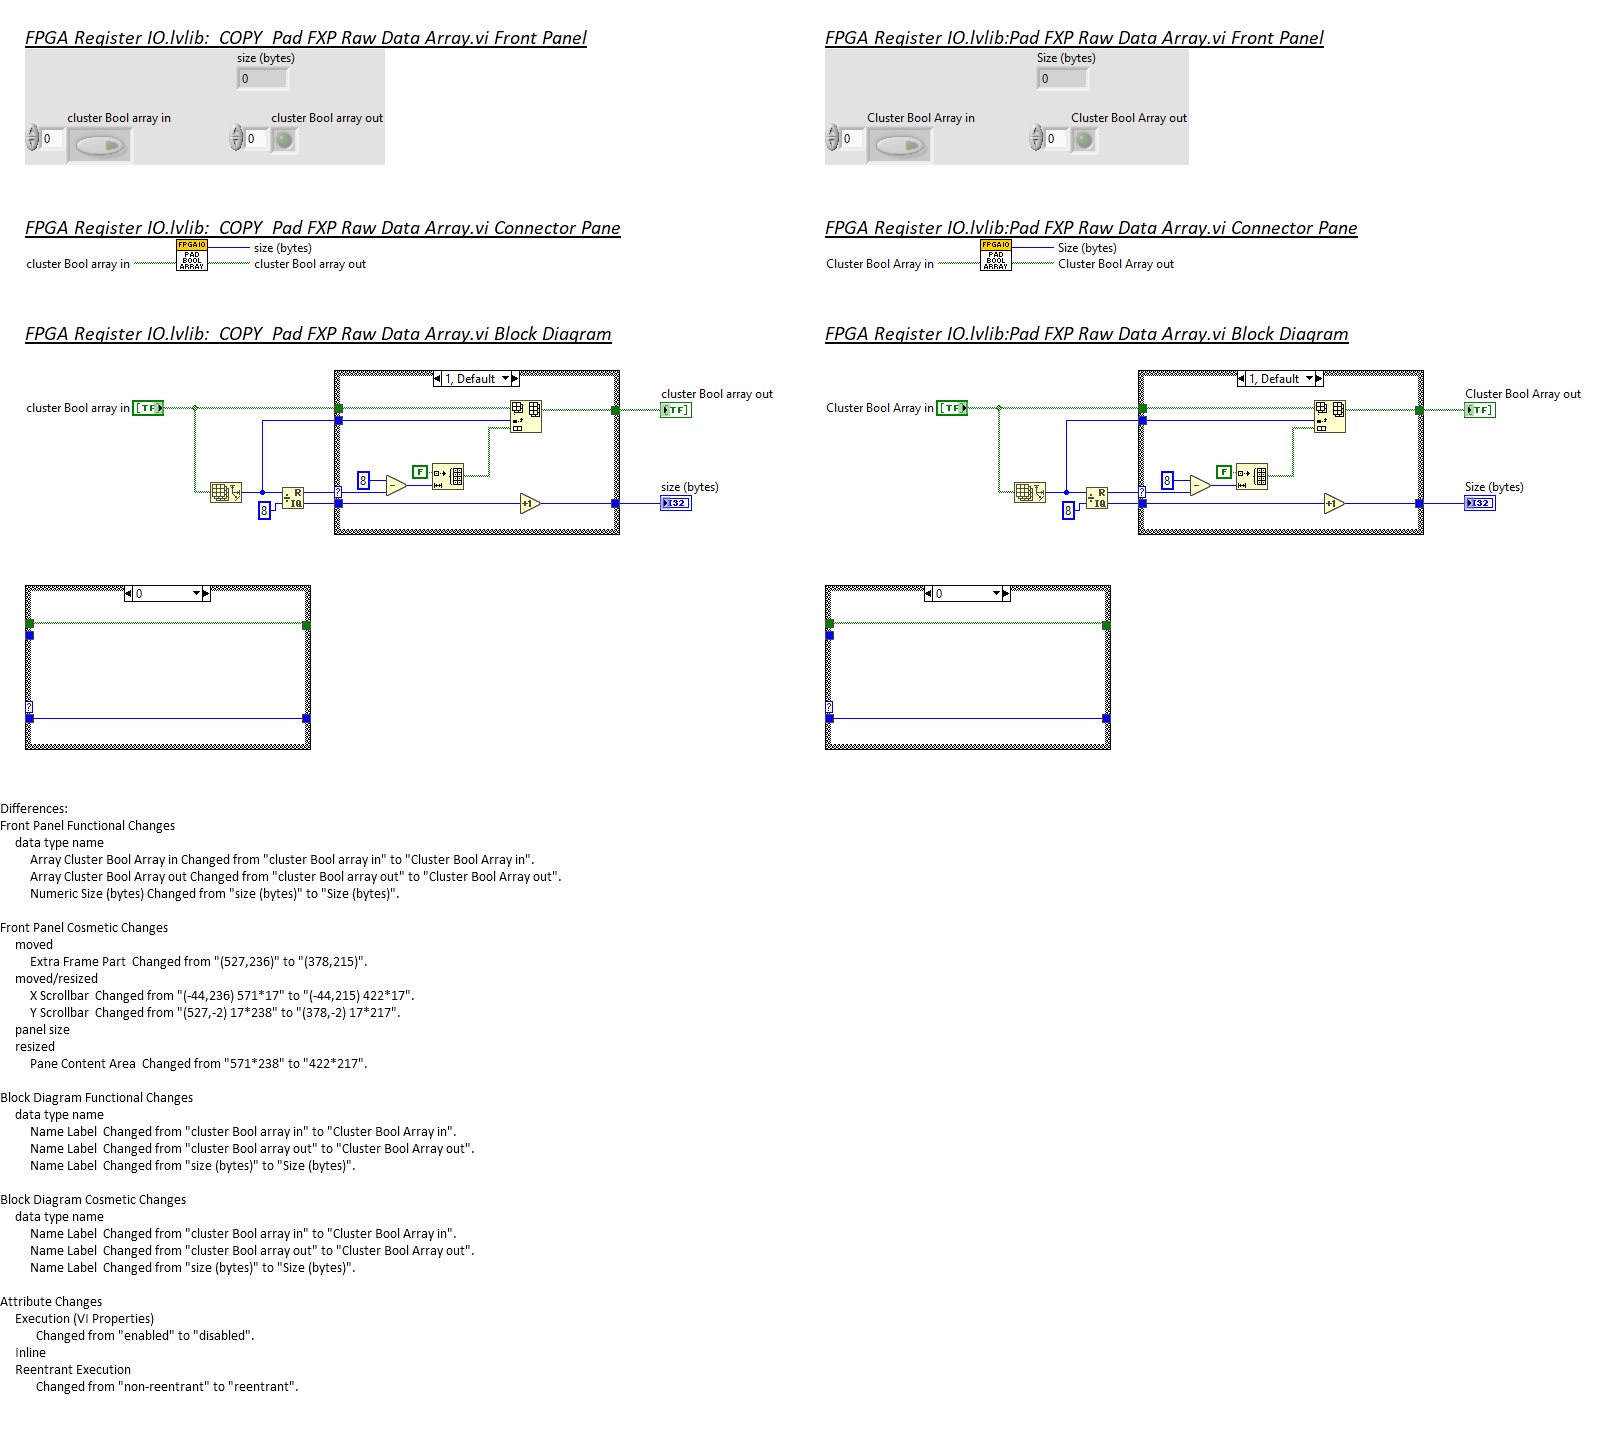 FPGA Register IO.lvlib:  COPY  Pad FXP Raw Data Array.vi Front Panel
size (bytes)
0
cluster Bool array in
cluster Bool array out
0
0
FPGA Register IO.lvlib:Pad FXP Raw Data Array.vi Front Panel
Size (bytes)
0
Cluster Bool Array in
Cluster Bool Array out
0
0
FPGA Register IO.lvlib:  COPY  Pad FXP Raw Data Array.vi Connector Pane
FPGA IO
PAD
BOOL
ARRAY
size (bytes)
cluster Bool array in
cluster Bool array out
FPGA Register IO.lvlib:Pad FXP Raw Data Array.vi Connector Pane
FPGA IO
PAD
BOOL
ARRAY
Size (bytes)
Cluster Bool Array in
Cluster Bool Array out
FPGA Register IO.lvlib:  COPY  Pad FXP Raw Data Array.vi Block Diagram
1, Default
cluster Bool array in
TF
cluster Bool array out
TF
8
F
R
IQ
8
?
+1
size (bytes)
I32
0
?
FPGA Register IO.lvlib:Pad FXP Raw Data Array.vi Block Diagram
1, Default
Cluster Bool Array in
TF
Cluster Bool Array out
TF
8
F
R
IQ
8
?
+1
Size (bytes)
I32
0
?
Differences:
Front Panel Functional Changes
data type name
Array Cluster Bool Array in Changed from "cluster Bool array in" to "Cluster Bool Array in".
Array Cluster Bool Array out Changed from "cluster Bool array out" to "Cluster Bool Array out".
Numeric Size (bytes) Changed from "size (bytes)" to "Size (bytes)".
Front Panel Cosmetic Changes
moved
Extra Frame Part  Changed from "(527,236)" to "(378,215)".
moved/resized
X Scrollbar  Changed from "(-44,236) 571*17" to "(-44,215) 422*17".
Y Scrollbar  Changed from "(527,-2) 17*238" to "(378,-2) 17*217".
panel size
resized
Pane Content Area  Changed from "571*238" to "422*217".
Block Diagram Functional Changes
data type name
Name Label  Changed from "cluster Bool array in" to "Cluster Bool Array in".
Name Label  Changed from "cluster Bool array out" to "Cluster Bool Array out".
Name Label  Changed from "size (bytes)" to "Size (bytes)".
Block Diagram Cosmetic Changes
data type name
Name Label  Changed from "cluster Bool array in" to "Cluster Bool Array in".
Name Label  Changed from "cluster Bool array out" to "Cluster Bool Array out".
Name Label  Changed from "size (bytes)" to "Size (bytes)".
Attribute Changes
Execution (VI Properties)
Changed from "enabled" to "disabled".
Inline
Reentrant Execution
Changed from "non-reentrant" to "reentrant".